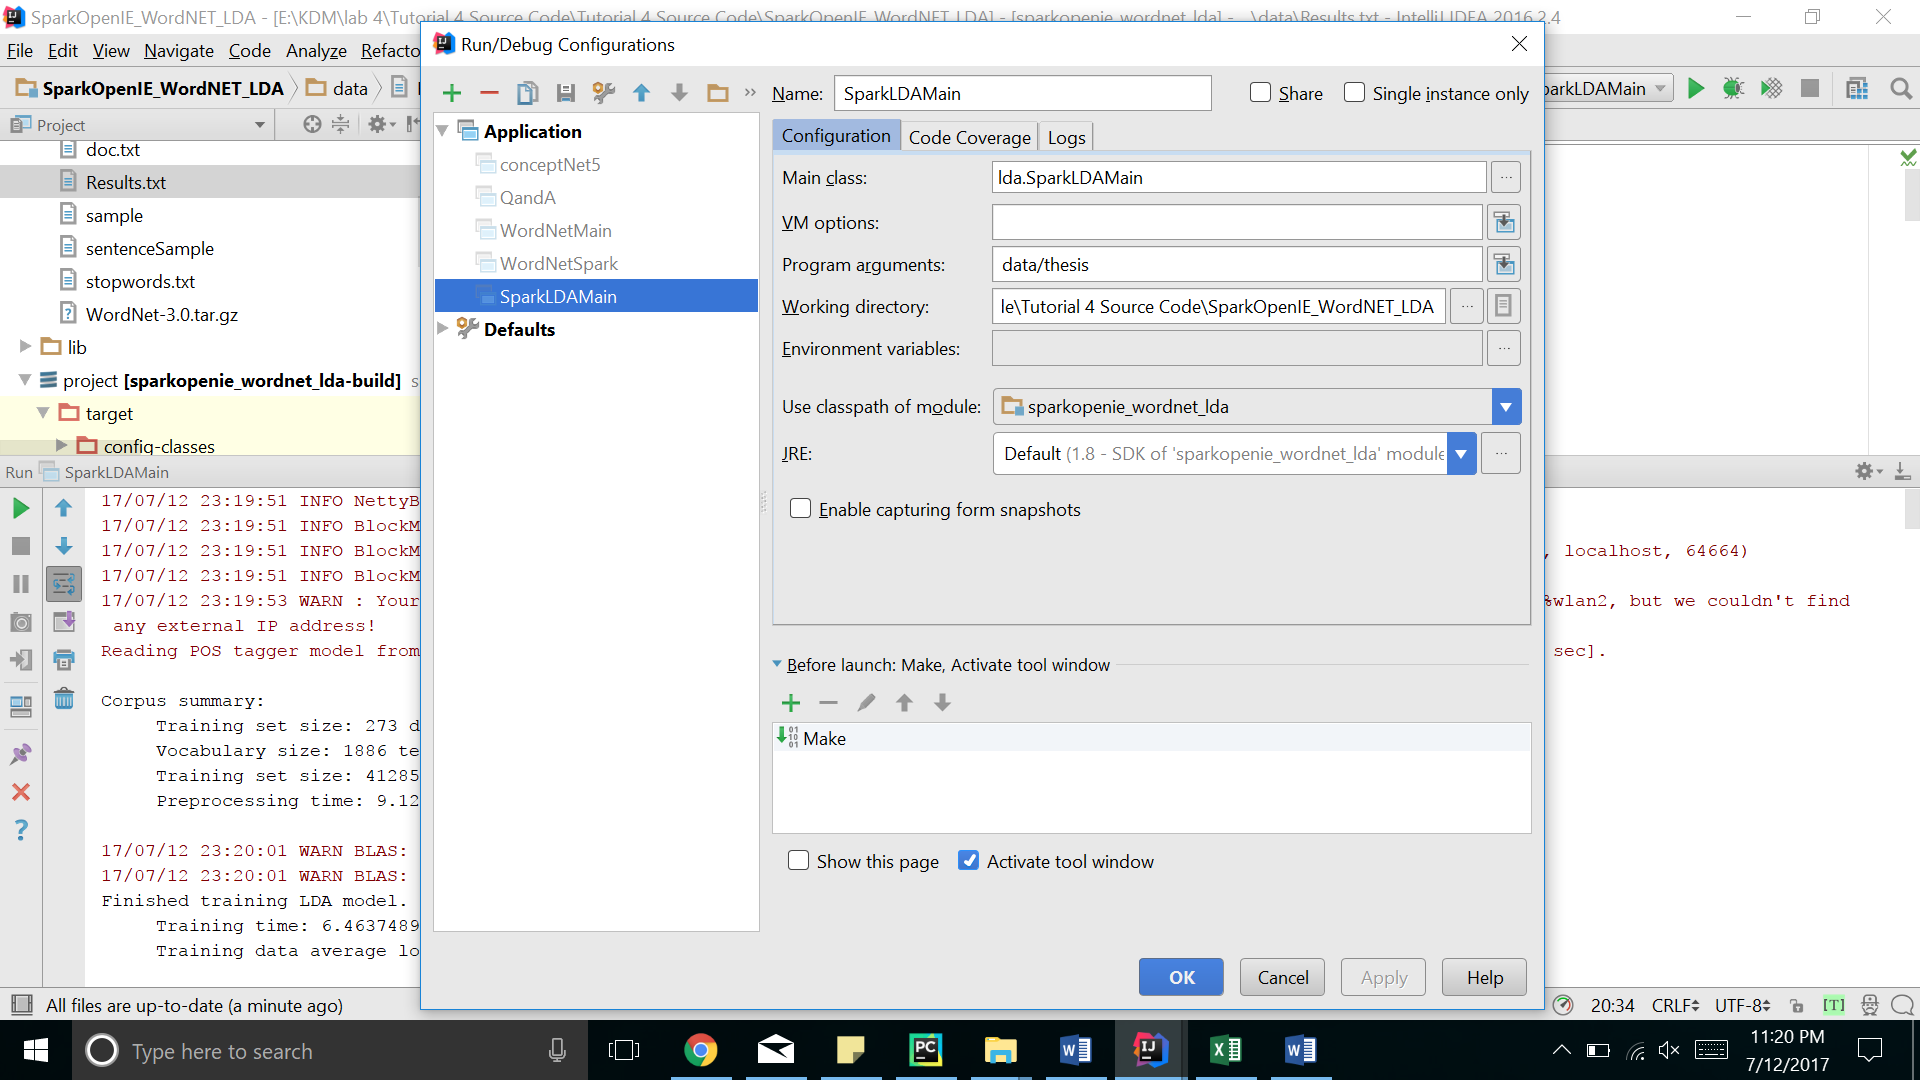 SparkOpenIE_WordNET_LDA - [E:\KDM\lab 4\Tutorial 4 Source Code\Tutorial 4 Source Code\SparkOpenIE_WordNET_LDA] - [sparkopenie_wordnet_lda] - ...\data\Results.txt - IntelliJ IDEA 2016.2.4
File Edit View Navigate Code Analyze Refacto
Run/Debug Configurations
SparkOpenIE_WordNET_LDA data
Name: SparkLDAMain Share Single instance only
arkLDAMain
Project
doc.txt
Results.txt
sample
sentenceSample
stopwords.txt
WordNet-3.0.tar.gz
lib
project [sparkopenie_wordnet_lda-build] s
target
config-classes
Application
conceptNet5
QandA
WordNetMain
WordNetSpark
SparkLDAMain
Defaults
Configuration Code Coverage Logs
Main class: lda.SparkLDAMain
VM options:
Program arguments: data/thesis
Working directory: le\Tutorial 4 Source Code\SparkOpenIE_WordNET_LDA
Environment variables:
Use classpath of module: sparkopenie_wordnet_lda
JRE: Default (1.8 - SDK of 'sparkopenie_wordnet_lda' module
Enable capturing form snapshots
Before launch: Make, Activate tool window
Make
Show this page Activate tool window
OK Cancel Apply Help
Run SparkLDAMain
17/07/12 23:19:51 INFO NettyB
17/07/12 23:19:51 INFO BlockM
17/07/12 23:19:51 INFO BlockM , localhost, 64664)
17/07/12 23:19:51 INFO BlockM
17/07/12 23:19:53 WARN : Your %wlan2, but we couldn't find
any external IP address!
Reading POS tagger model from sec].
Corpus summary:
Training set size: 273 d
Vocabulary size: 1886 te
Training set size: 41285
Preprocessing time: 9.12
17/07/12 23:20:01 WARN BLAS:
17/07/12 23:20:01 WARN BLAS:
Finished training LDA model.
Training time: 6.4637489
Training data average lo
All files are up-to-date (a minute ago) 20:34 CRLF UTF-8 [T]
Type here to search
11:20 PM
7/12/2017